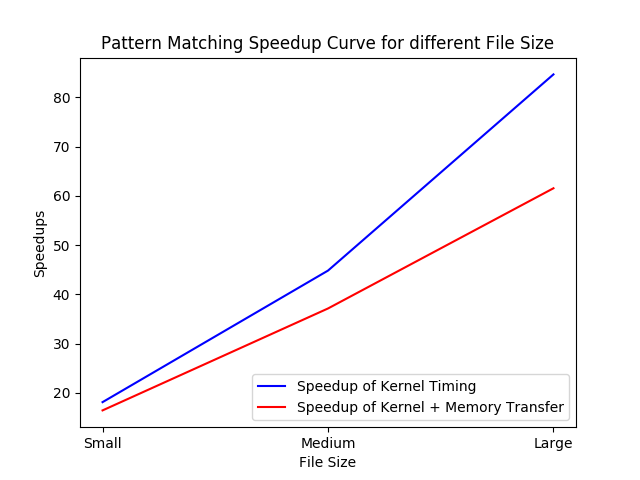 Pattern Matching Speedup Curve for different File Size
Speedups
80
70
60
50
40
30
20
Speedup of Kernel Timing
Speedup of Kernel + Memory Transfer
Small
Medium
Large
File Size